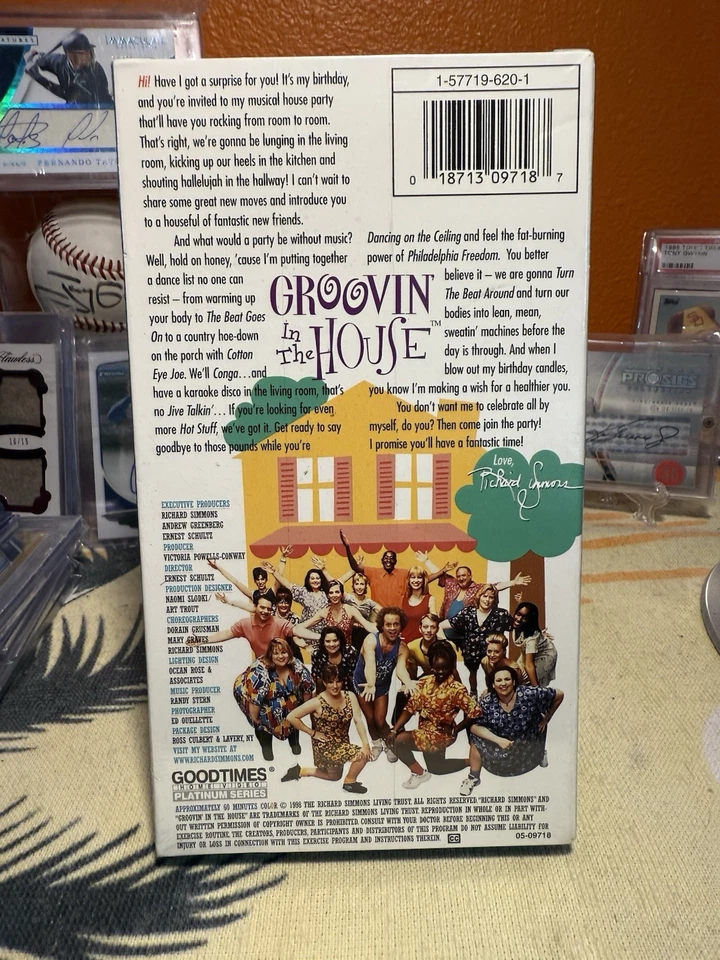 Hi! Have I got a surprise for you! It's my birthday,
and you're invited to my musical house party
that'll have you rocking from room to room.
That's right, we're gonna be lunging in the living
room, kicking up our heels in the kitchen and
shouting hallelujah in the hallway! I can't wait to
share some great new moves and introduce you
to a houseful of fantastic new friends.
And what would a party be without music?
Well, hold on honey, 'cause I'm putting together
a dance list no one can
resist – from warming up
your body to The Beat Goes
On to a country hoe-down
on the porch with Cotton
Eye Joe. We'll Conga...and
have a karaoke disco in the living room, that's
no Jive Talkin'... If you're looking for even
more Hot Stuff, we've got it. Get ready to say
goodbye to those pounds while you're
1-57719-620-1
0 18713 09718 7
Dancing on the Ceiling and feel the fat-burning
power of Philadelphia Freedom. You better
believe it – we are gonna Turn
The Beat Around and turn our
bodies into lean, mean,
sweatin' machines before the
day is through. And when I
blow out my birthday candles,
you know I'm making a wish for a healthier you.
You don't want me to celebrate all by
myself, do you? Then come join the party!
I promise you'll have a fantastic time!
GROOVIN'
In
The HOUSE™
Love,
Richard Simmons
EXECUTIVE PRODUCERS
RICHARD SIMMONS
ANDREW GREENBERG
ERNEST SCHULTZ
PRODUCER
VICTORIA POWELLS-CONWAY
DIRECTOR
ERNEST SCHULTZ
PRODUCTION DESIGNER
NAOMI SLODKI/
ART TROUT
CHOREOGRAPHERS
DORAIN GRUSMAN
MARY GRAVES
RICHARD SIMMONS
LIGHTING DESIGN
OCEAN ROSE &
ASSOCIATES
MUSIC PRODUCER
RANDY STERN
PHOTOGRAPHER
ED OUELLETTE
PACKAGE DESIGN
ROSS CULBERT & LAVERY, NY
VISIT MY WEBSITE AT
WWW.RICHARDSIMMONS.COM
GOODTIMES®
HOME VIDEO
PLATINUM SERIES
APPROXIMATELY 60 MINUTES COLOR © 1998 THE RICHARD SIMMONS LIVING TRUST. ALL RIGHTS RESERVED "RICHARD SIMMONS" AND
"GROOVIN' IN THE HOUSE" ARE TRADEMARKS OF THE RICHARD SIMMONS LIVING TRUST. REPRODUCTION IN WHOLE OR IN PART WITH-
OUT WRITTEN PERMISSION OF COPYRIGHT OWNER IS PROHIBITED. CONSULT WITH YOUR DOCTOR BEFORE BEGINNING THIS OR ANY
EXERCISE ROUTINE. THE CREATORS, PRODUCERS, PARTICIPANTS AND DISTRIBUTORS OF THIS PROGRAM DO NOT ASSUME LIABILITY FOR
INJURY OR LOSS IN CONNECTION WITH THIS EXERCISE PROGRAM AND INSTRUCTIONS THEREIN. CC 05-09718
IMMACULATE
FERNANDO
TONY GWYNN